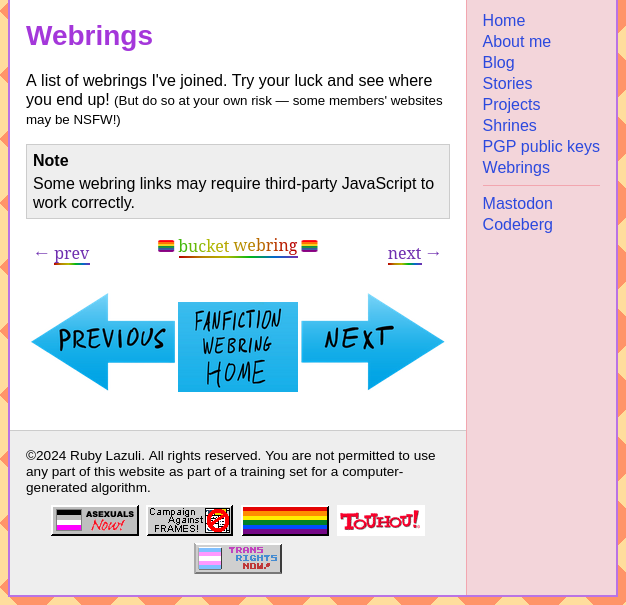 Webrings
A list of webrings I've joined. Try your luck and see where
you end up! (But do so at your own risk — some members' websites
may be NSFW!)
Note
Some webring links may require third-party JavaScript to
work correctly.
← prev
bucket webring
next →
PREVIOUS
FANFICTION
WEBRING
HOME
NEXT
©2024 Ruby Lazuli. All rights reserved. You are not permitted to use
any part of this website as part of a training set for a computer-
generated algorithm.
ASEXUALS
Now!
Campaign
Against
FRAMES!
TOUHOU!
TRANS
RIGHTS
NOW!
Home
About me
Blog
Stories
Projects
Shrines
PGP public keys
Webrings
Mastodon
Codeberg